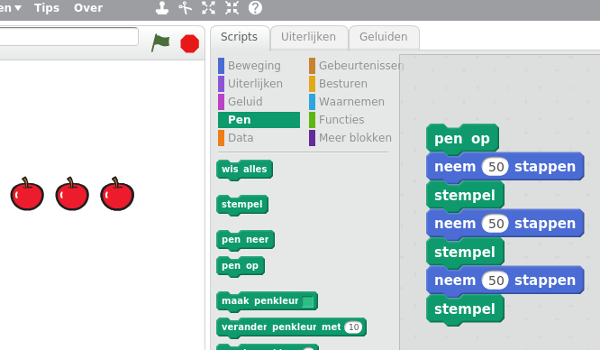 en Tips Over
Scripts Uiterlijken Geluiden
Beweging Gebeurtenissen
Uiterlijken Besturen
Geluid Waarnemen
Pen Functies
Data Meer blokken
wis alles
stempel
pen neer
pen op
maak penkleur
verander penkleur met 10
pen op
neem 50 stappen
stempel
neem 50 stappen
stempel
neem 50 stappen
stempel